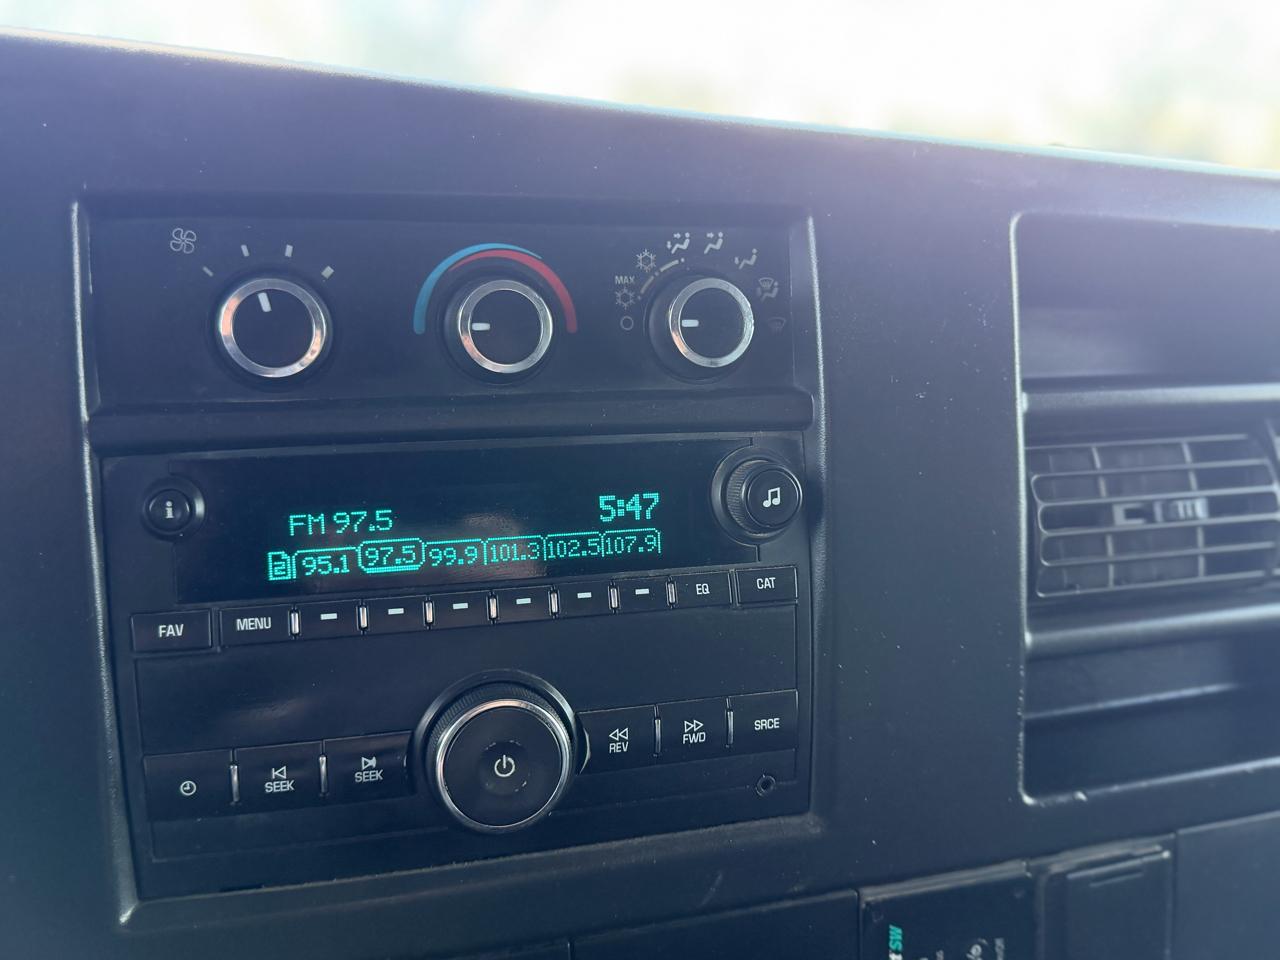 MAX
FM 97.5 5:47
2 95.1 97.5 99.9 101.3 102.5 107.9
FAV MENU EQ CAT
SEEK SEEK REV FWD SRCE
SW